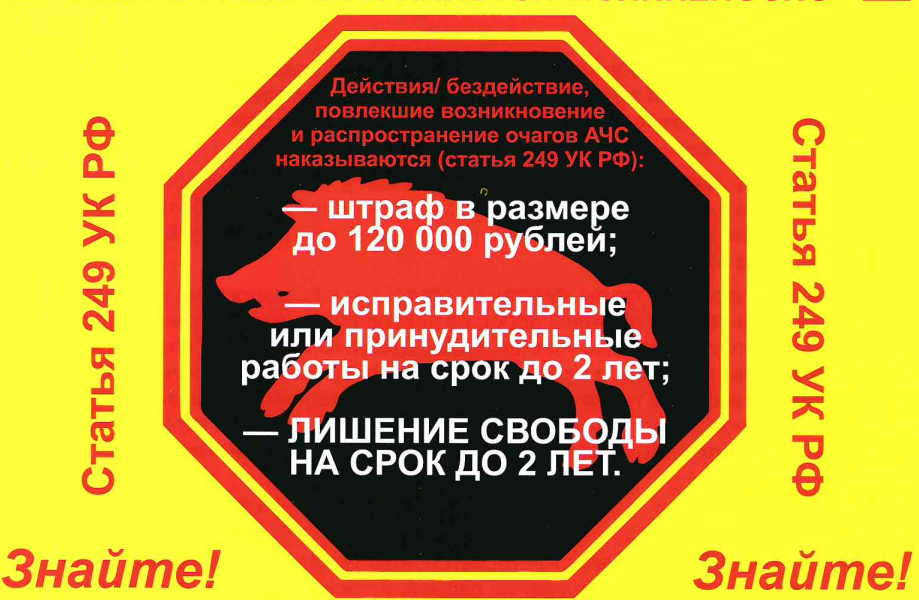 Действия/ бездействие,
повлекшие возникновение
и распространение очагов АЧС
наказываются (статья 249 УК РФ):
— штраф в размере
до 120 000 рублей;
— исправительные
или принудительные
работы на срок до 2 лет;
— ЛИШЕНИЕ СВОБОДЫ
НА СРОК ДО 2 ЛЕТ.
Статья 249 УК РФ
Статья 249 УК РФ
Знайте!
Знайте!